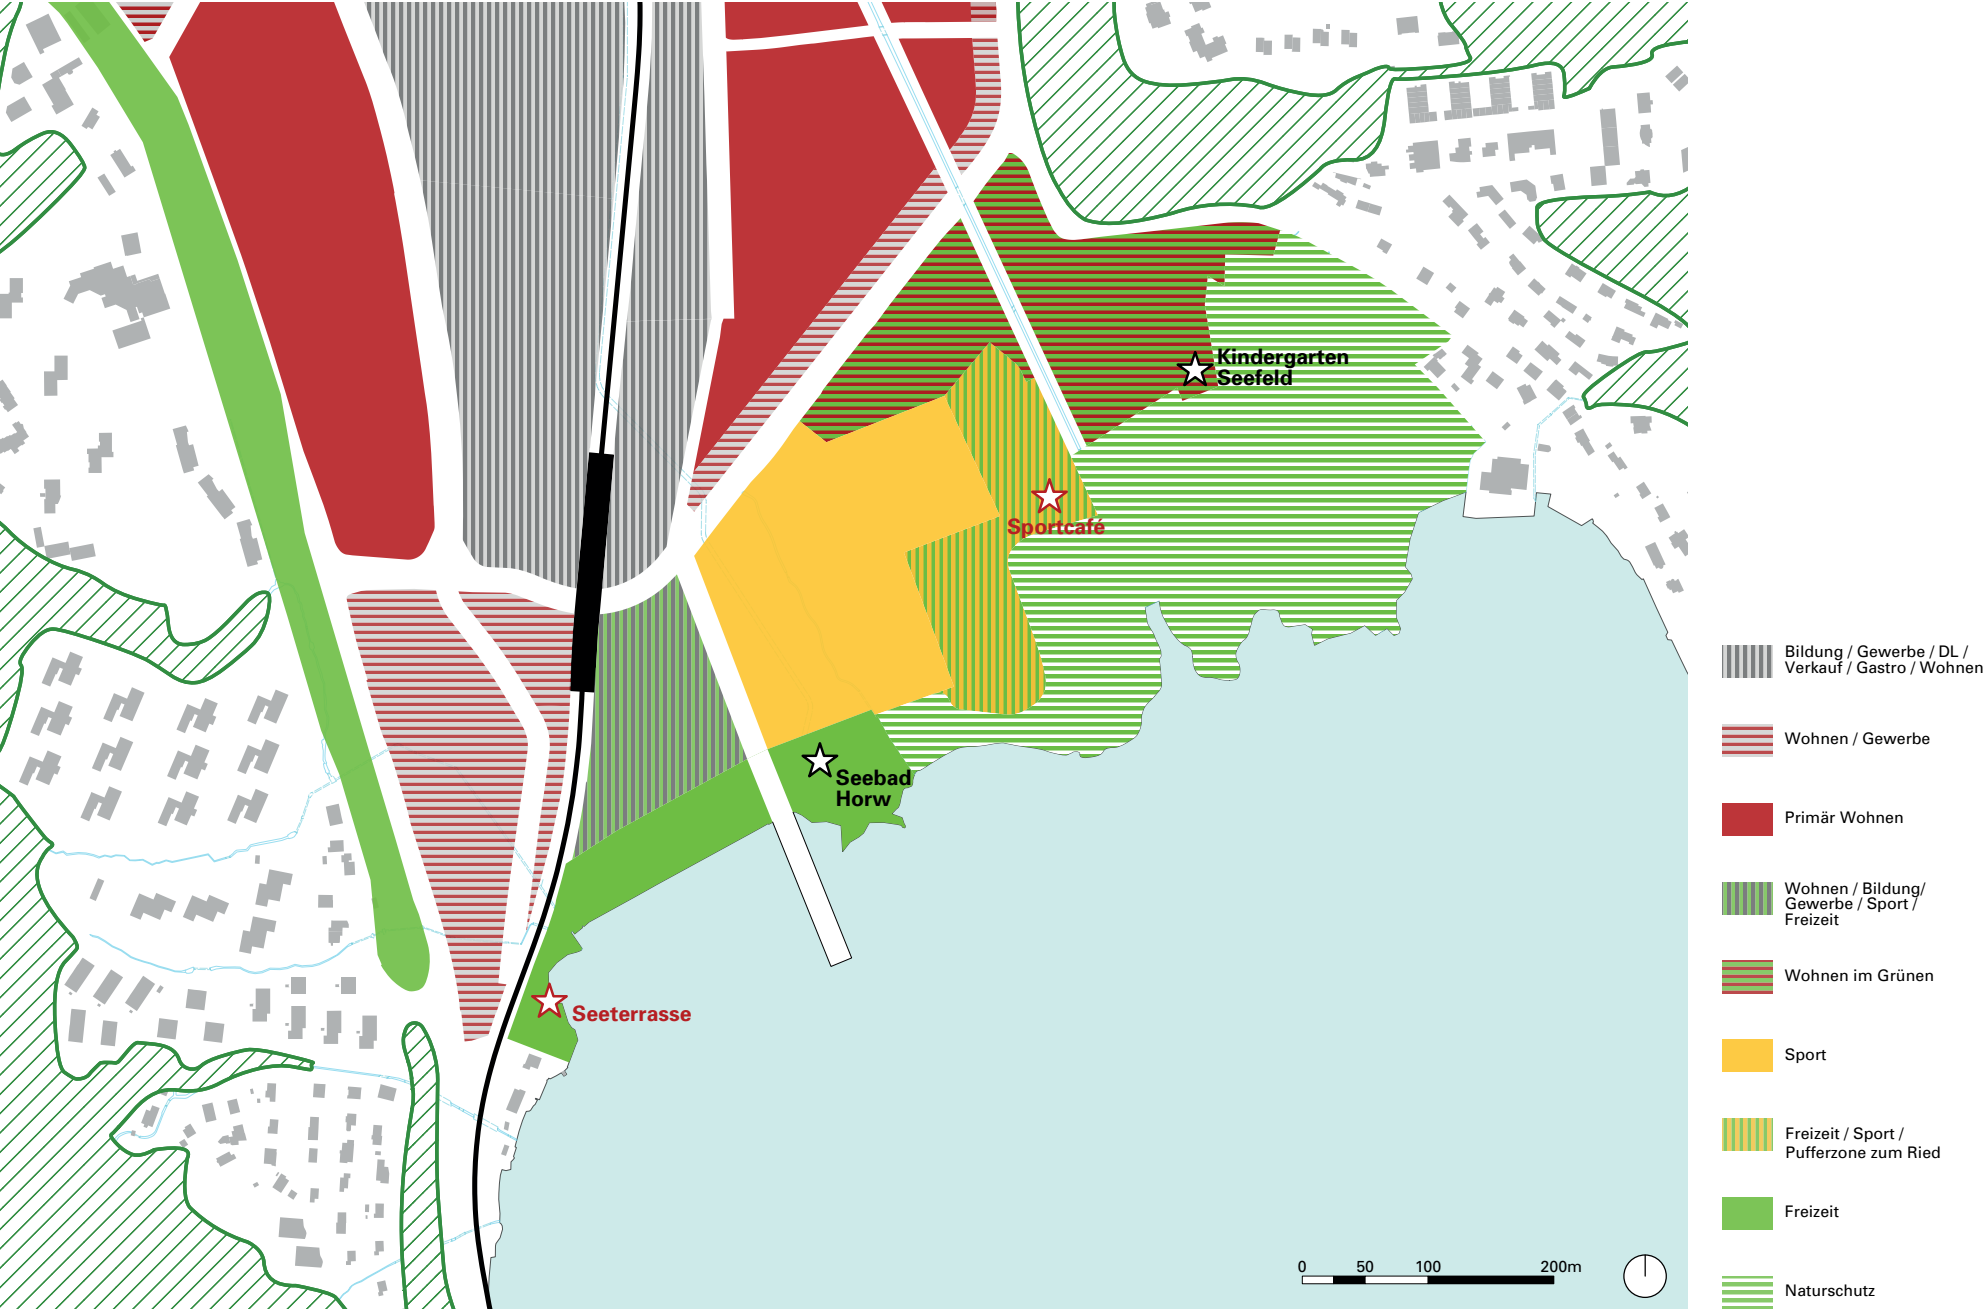 Kindergarten
Seefeld
Sportcafé
Seebad
Horw
Seeterrasse
Bildung / Gewerbe / DL /
Verkauf / Gastro / Wohnen
Wohnen / Gewerbe
Primär Wohnen
Wohnen / Bildung/
Gewerbe / Sport /
Freizeit
Wohnen im Grünen
Sport
Freizeit / Sport /
Pufferzone zum Ried
Freizeit
Naturschutz
0 50 100 200m